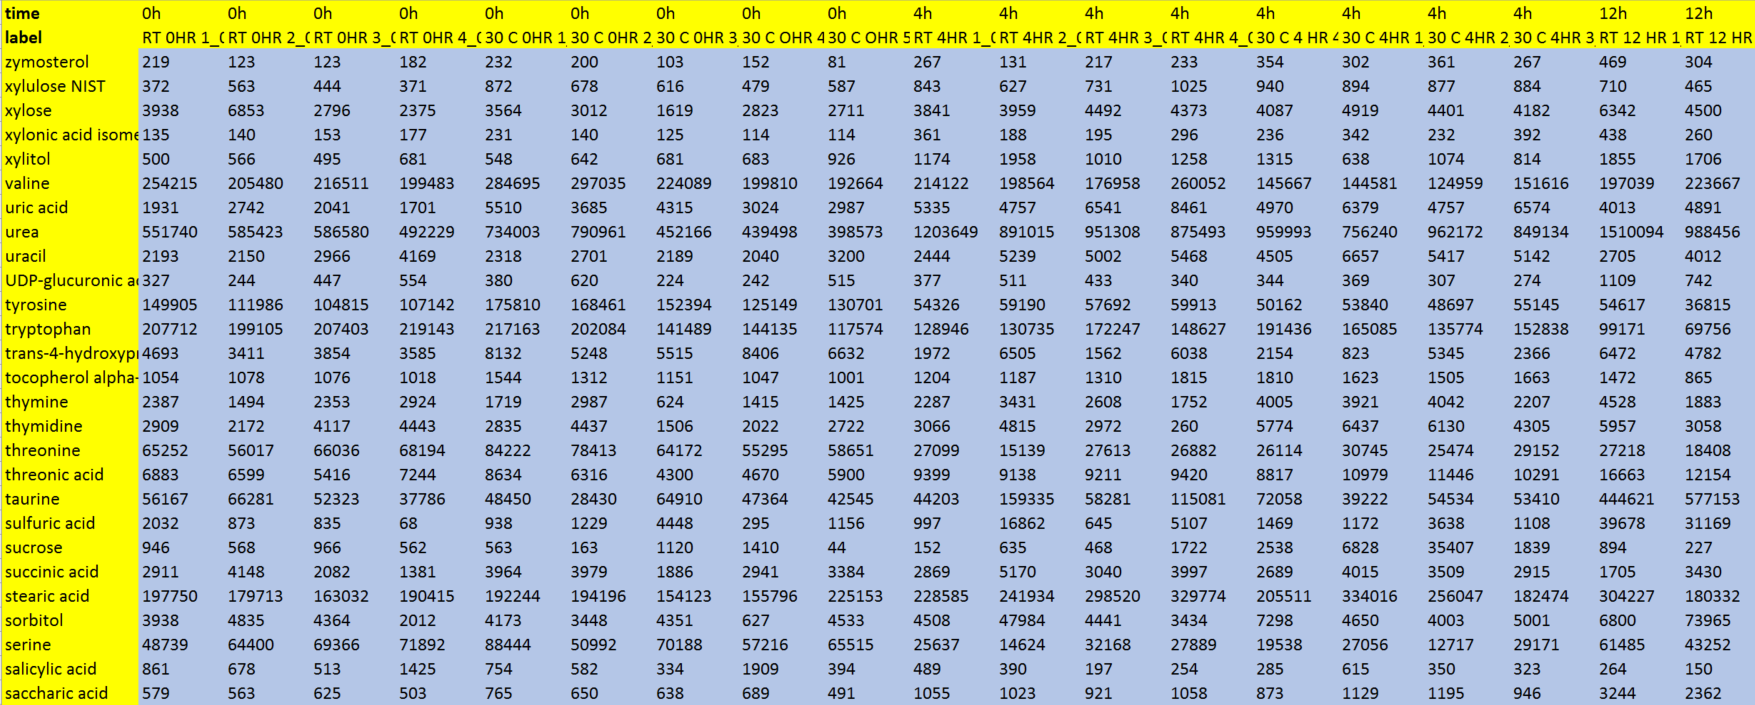 time 0h 0h 0h 0h 0h 0h 0h 0h 0h 4h 4h 4h 4h 4h 4h 4h 4h 12h 12h
label RT 0HR 1_( RT 0HR 2_( RT 0HR 3_( RT 0HR 4_( 30 C 0HR 1_ 30 C 0HR 2_ 30 C 0HR 3_ 30 C OHR 4 30 C OHR 5 RT 4HR 1_( RT 4HR 2_( RT 4HR 3_( RT 4HR 4_( 30 C 4 HR 4 30 C 4HR 1_ 30 C 4HR 2_ 30 C 4HR 3_ RT 12 HR 1_ RT 12 HR
zymosterol 219 123 123 182 232 200 103 152 81 267 131 217 233 354 302 361 267 469 304
xylulose NIST 372 563 444 371 872 678 616 479 587 843 627 731 1025 940 894 877 884 710 465
xylose 3938 6853 2796 2375 3564 3012 1619 2823 2711 3841 3959 4492 4373 4087 4919 4401 4182 6342 4500
xylonic acid isome 135 140 153 177 231 140 125 114 114 361 188 195 296 236 342 232 392 438 260
xylitol 500 566 495 681 548 642 681 683 926 1174 1958 1010 1258 1315 638 1074 814 1855 1706
valine 254215 205480 216511 199483 284695 297035 224089 199810 192664 214122 198564 176958 260052 145667 144581 124959 151616 197039 223667
uric acid 1931 2742 2041 1701 5510 3685 4315 3024 2987 5335 4757 6541 8461 4970 6379 4757 6574 4013 4891
urea 551740 585423 586580 492229 734003 790961 452166 439498 398573 1203649 891015 951308 875493 959993 756240 962172 849134 1510094 988456
uracil 2193 2150 2966 4169 2318 2701 2189 2040 3200 2444 5239 5002 5468 4505 6657 5417 5142 2705 4012
UDP-glucuronic a 327 244 447 554 380 620 224 242 515 377 511 433 340 344 369 307 274 1109 742
tyrosine 149905 111986 104815 107142 175810 168461 152394 125149 130701 54326 59190 57692 59913 50162 53840 48697 55145 54617 36815
tryptophan 207712 199105 207403 219143 217163 202084 141489 144135 117574 128946 130735 172247 148627 191436 165085 135774 152838 99171 69756
trans-4-hydroxyp 4693 3411 3854 3585 8132 5248 5515 8406 6632 1972 6505 1562 6038 2154 823 5345 2366 6472 4782
tocopherol alpha- 1054 1078 1076 1018 1544 1312 1151 1047 1001 1204 1187 1310 1815 1810 1623 1505 1663 1472 865
thymine 2387 1494 2353 2924 1719 2987 624 1415 1425 2287 3431 2608 1752 4005 3921 4042 2207 4528 1883
thymidine 2909 2172 4117 4443 2835 4437 1506 2022 2722 3066 4815 2972 260 5774 6437 6130 4305 5957 3058
threonine 65252 56017 66036 68194 84222 78413 64172 55295 58651 27099 15139 27613 26882 26114 30745 25474 29152 27218 18408
threonic acid 6883 6599 5416 7244 8634 6316 4300 4670 5900 9399 9138 9211 9420 8817 10979 11446 10291 16663 12154
taurine 56167 66281 52323 37786 48450 28430 64910 47364 42545 44203 159335 58281 115081 72058 39222 54534 53410 444621 577153
sulfuric acid 2032 873 835 68 938 1229 4448 295 1156 997 16862 645 5107 1469 1172 3638 1108 39678 31169
sucrose 946 568 966 562 563 163 1120 1410 44 152 635 468 1722 2538 6828 35407 1839 894 227
succinic acid 2911 4148 2082 1381 3964 3979 1886 2941 3384 2869 5170 3040 3997 2689 4015 3509 2915 1705 3430
stearic acid 197750 179713 163032 190415 192244 194196 154123 155796 225153 228585 241934 298520 329774 205511 334016 256047 182474 304227 180332
sorbitol 3938 4835 4364 2012 4173 3448 4351 627 4533 4508 47984 4441 3434 7298 4650 4003 5001 6800 73965
serine 48739 64400 69366 71892 88444 50992 70188 57216 65515 25637 14624 32168 27889 19538 27056 12717 29171 61485 43252
salicylic acid 861 678 513 1425 754 582 334 1909 394 489 390 197 254 285 615 350 323 264 150
saccharic acid 579 563 625 503 765 650 638 689 491 1055 1023 921 1058 873 1129 1195 946 3244 2362